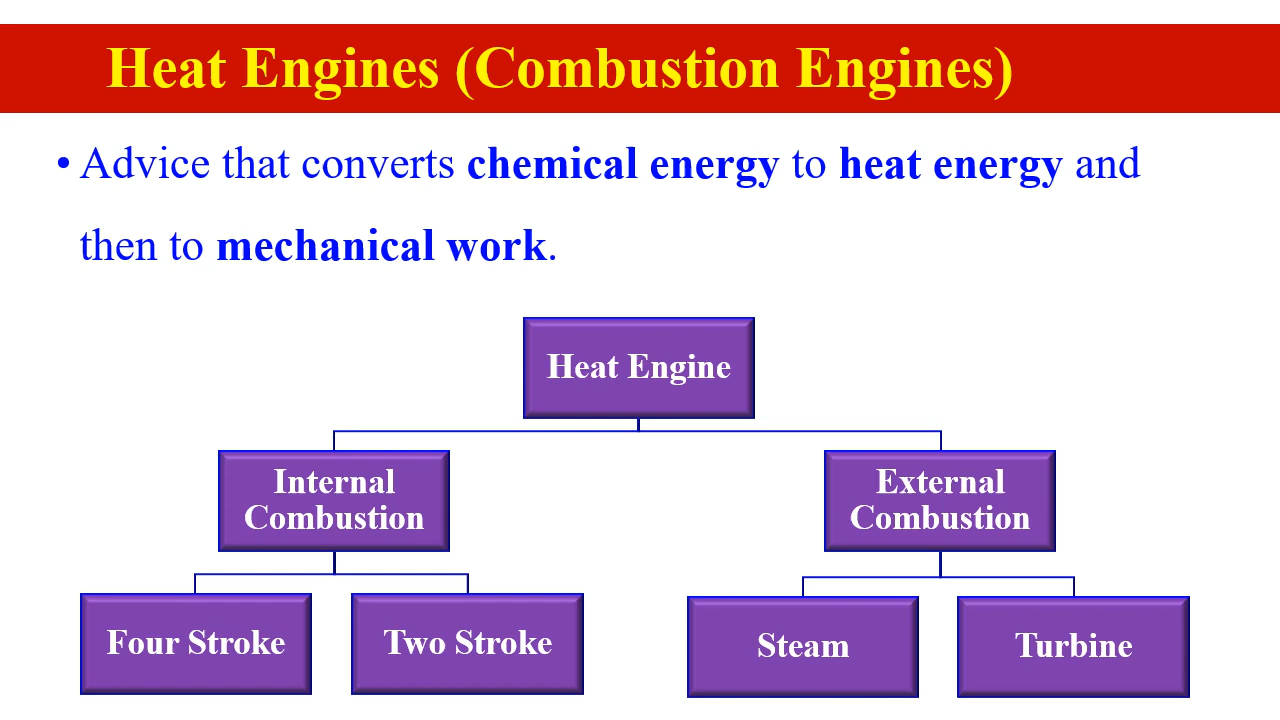 Heat Engines (Combustion Engines)
• Advice that converts chemical energy to heat energy and
then to mechanical work.
Heat Engine
Internal
Combustion
External
Combustion
Four Stroke
Two Stroke
Steam
Turbine